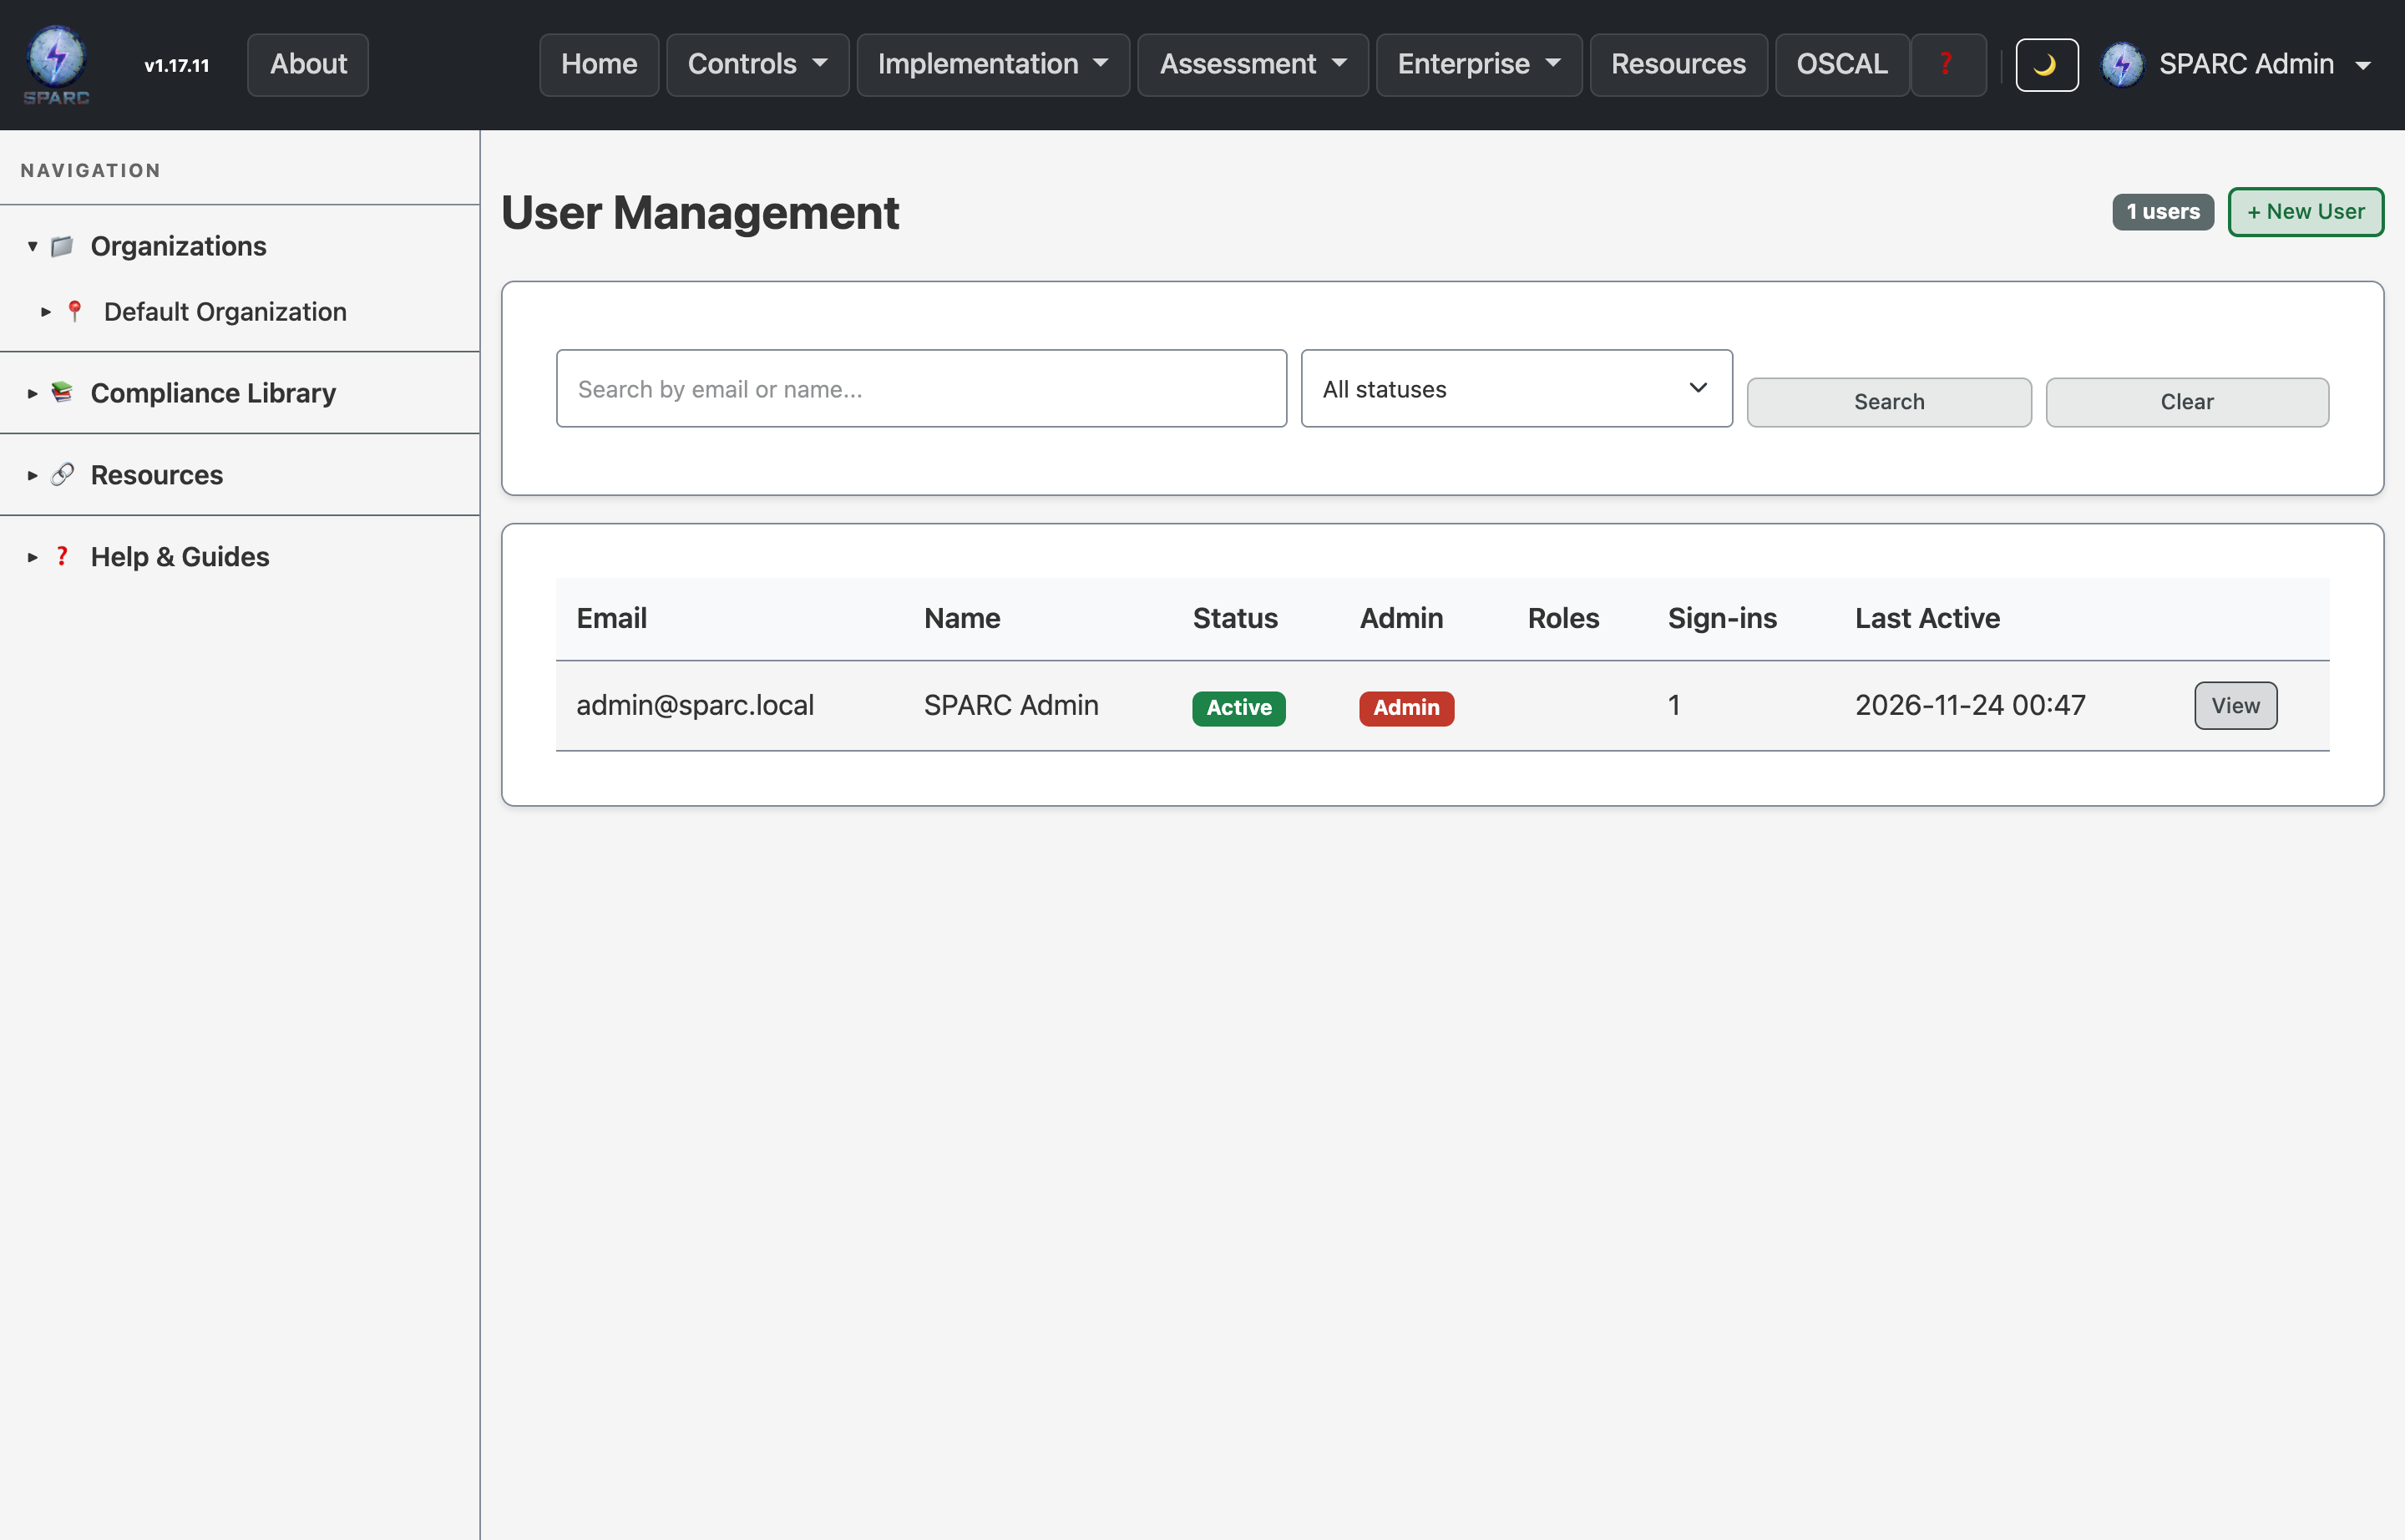 SPARC
v1.17.11
About
Home
Controls
Implementation
Assessment
Enterprise
Resources
OSCAL
?
SPARC Admin
NAVIGATION
Organizations
Default Organization
Compliance Library
Resources
? Help & Guides
User Management
1 users
+ New User
Search by email or name...
All statuses
Search
Clear
Email Name Status Admin Roles Sign-ins Last Active
admin@sparc.local SPARC Admin Active Admin 1 2026-11-24 00:47 View